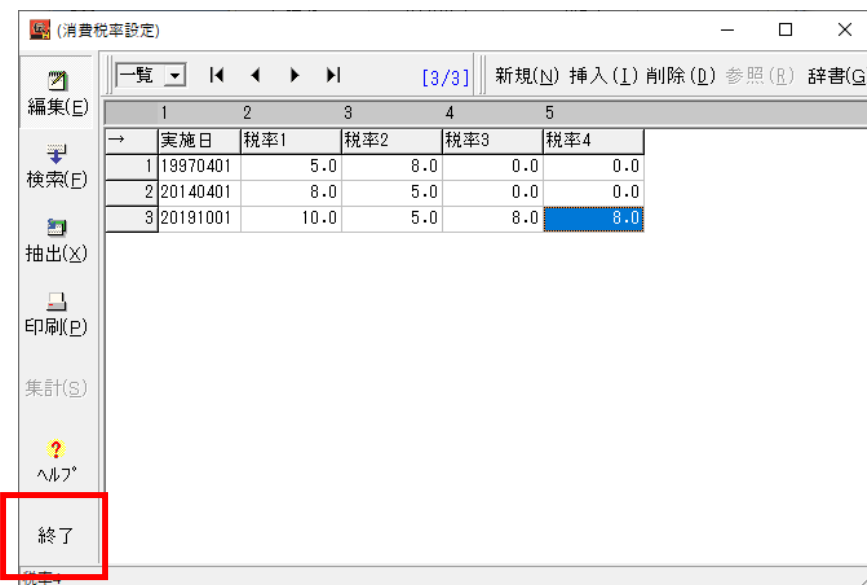 (消費税率設定)
一覧 [3/3] 新規(N) 挿入(I) 削除(D) 参照(R) 辞書(G
編集(E)
検索(F)
抽出(X)
印刷(P)
集計(S)
?
ヘルプ
終了
1 2 3 4 5
→ 実施日 税率1 税率2 税率3 税率4
1 19970401 5.0 8.0 0.0 0.0
2 20140401 8.0 5.0 0.0 0.0
3 20191001 10.0 5.0 8.0 8.0
税率4